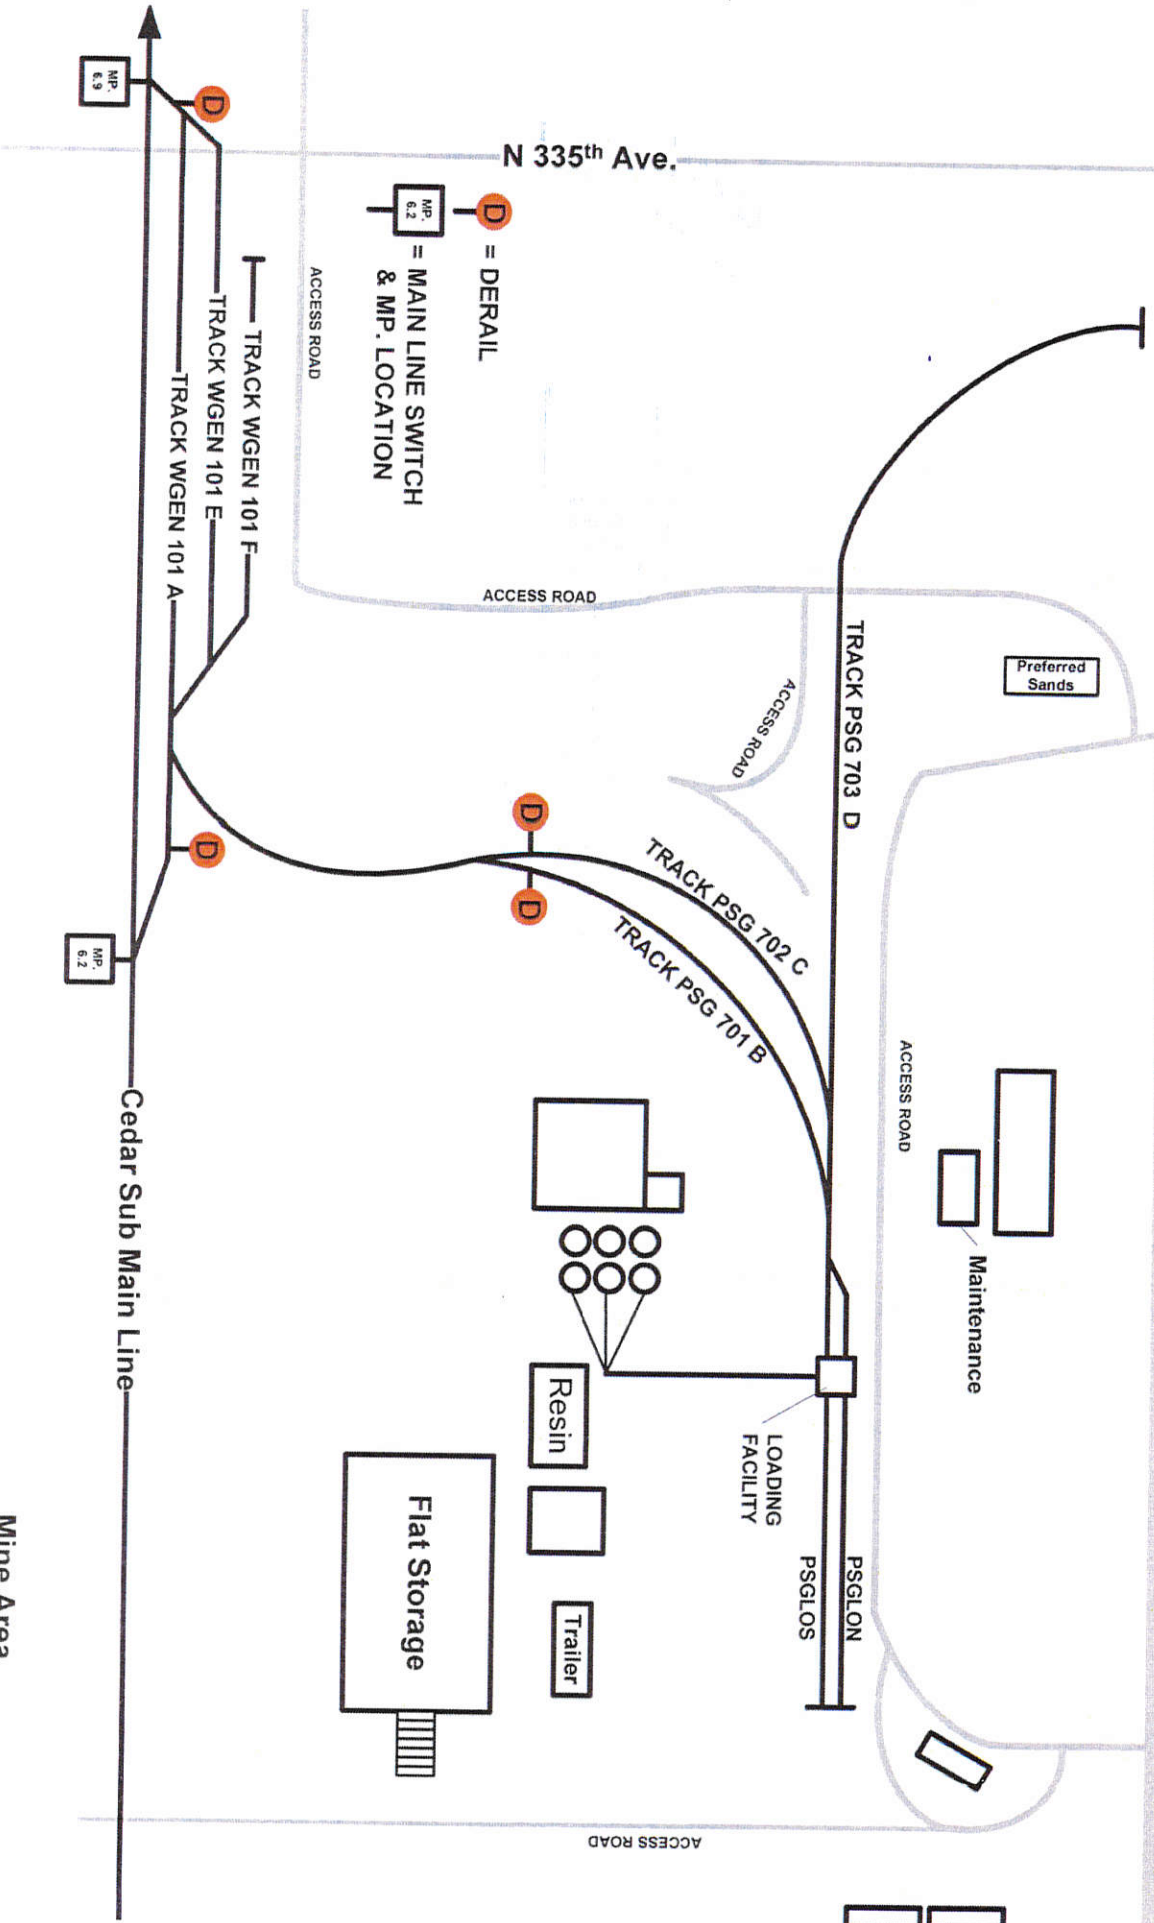 N 335th Ave.
D = DERAIL
MP.
6.2
= MAIN LINE SWITCH
& MP. LOCATION
MP.
6.9
D
ACCESS ROAD
TRACK WGEN 101 F
TRACK WGEN 101 E
TRACK WGEN 101 A
ACCESS ROAD
ACCESS ROAD
Preferred
Sands
TRACK PSG 703 D
D
D
D
TRACK PSG 702 C
TRACK PSG 701 B
MP.
6.2
Cedar Sub Main Line
ACCESS ROAD
Maintenance
LOADING
FACILITY
PSGLON
PSGLOS
Resin
Flat Storage
Trailer
ACCESS ROAD
Mine Area